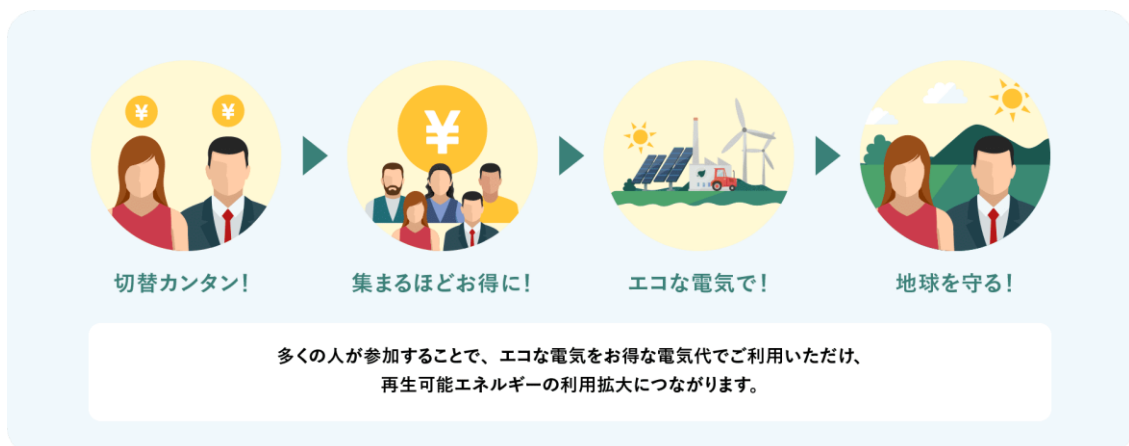 ¥
¥
¥
切替カンタン!
集まるほどお得に!
エコな電気で!
地球を守る!
多くの人が参加することで、エコな電気をお得な電気代でご利用いただけ、
再生可能エネルギーの利用拡大につながります。